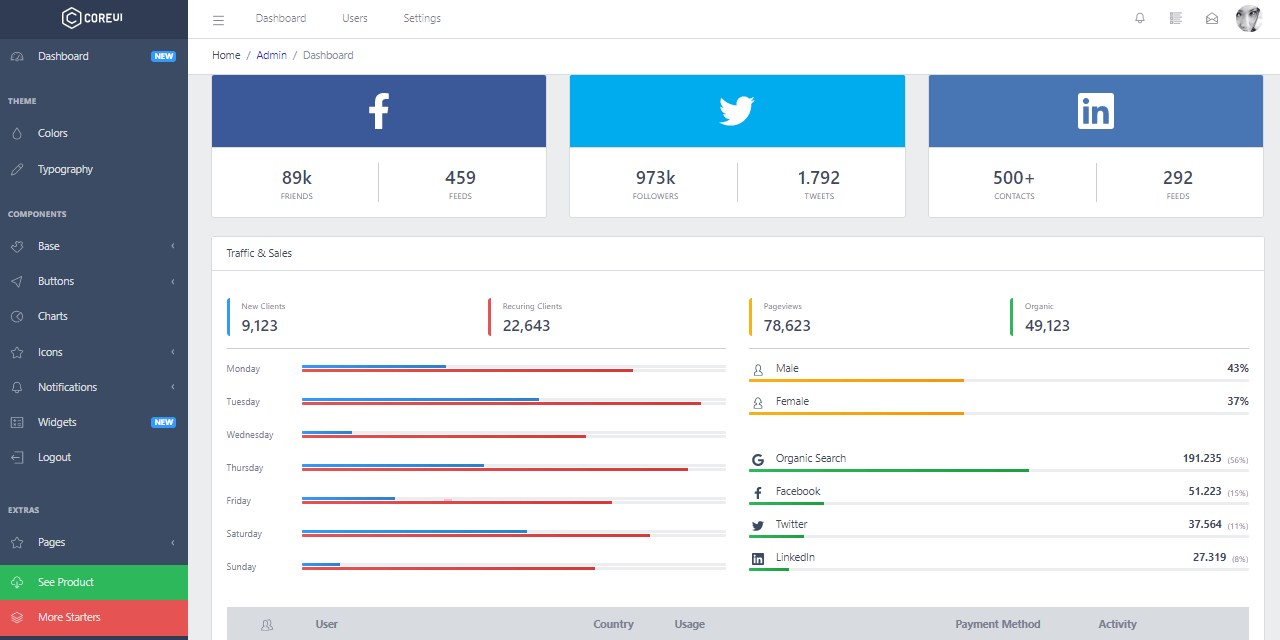 COREUI
Dashboard Users Settings
Home / Admin / Dashboard
Dashboard NEW
THEME
Colors
Typography
COMPONENTS
Base
Buttons
Charts
Icons
Notifications
Widgets NEW
Logout
EXTRAS
Pages
See Product
More Starters
89k 459
FRIENDS FEEDS
973k 1.792
FOLLOWERS TWEETS
500+ 292
CONTACTS FEEDS
Traffic & Sales
New Clients Recuring Clients Pageviews Organic
9,123 22,643 78,623 49,123
Monday
Tuesday
Wednesday
Thursday
Friday
Saturday
Sunday
Male 43%
Female 37%
Organic Search 191.235 (56%)
Facebook 51.223 (15%)
Twitter 37.564 (11%)
LinkedIn 27.319 (8%)
User Country Usage Payment Method Activity